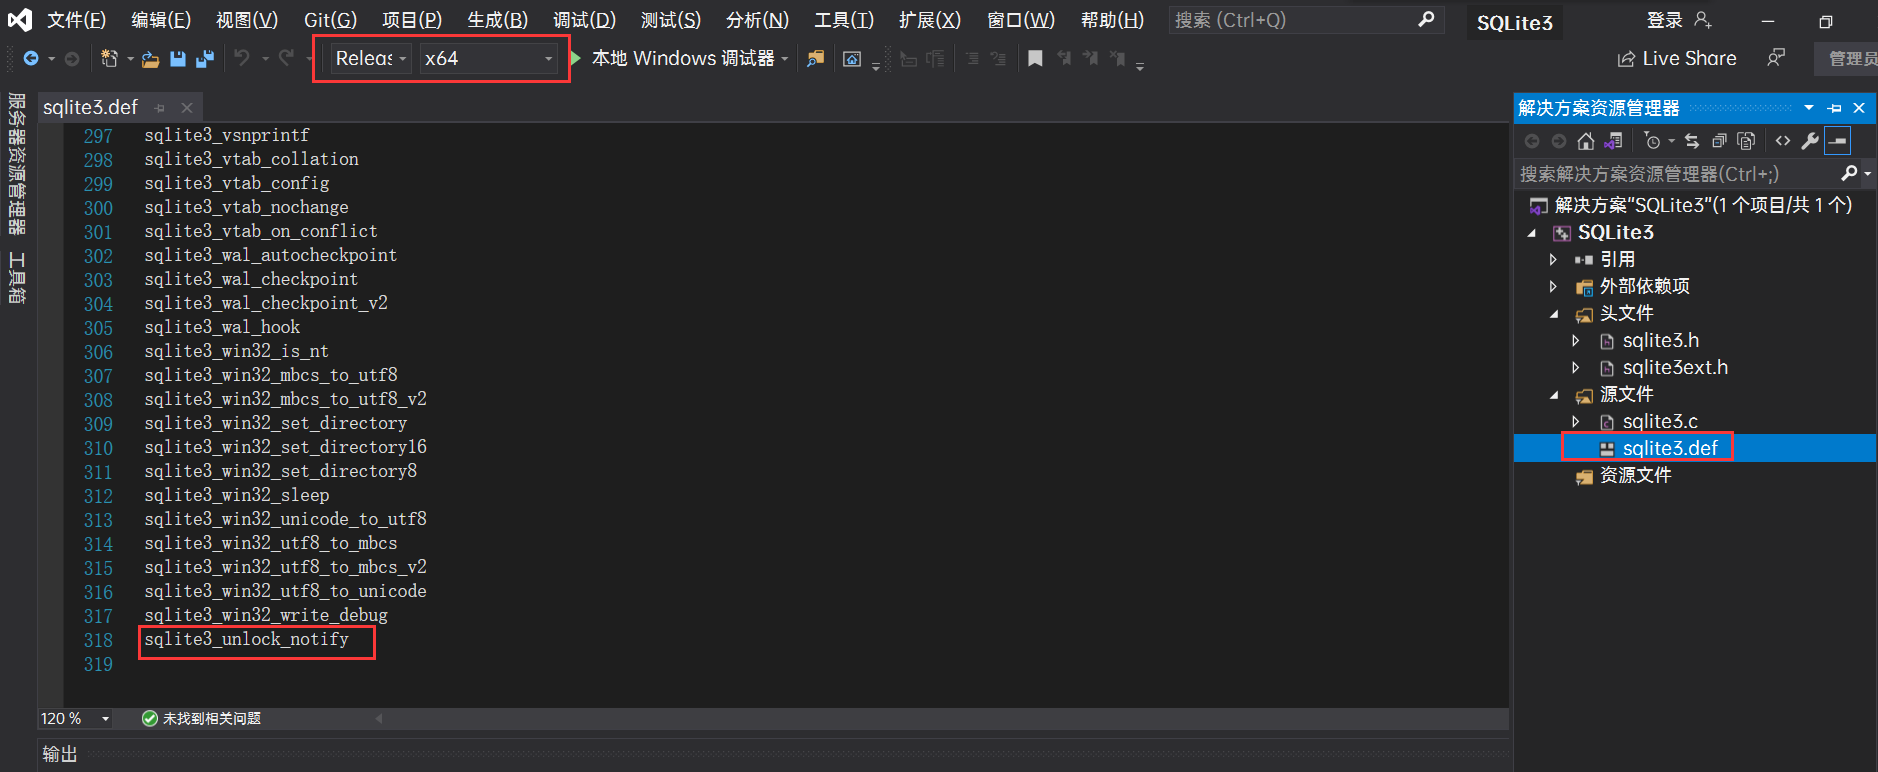 文件(F) 编辑(E) 视图(V) Git(G) 项目(P) 生成(B) 调试(D) 测试(S) 分析(N) 工具(T) 扩展(X) 窗口(W) 帮助(H) 搜索 (Ctrl+Q) SQLite3 登录
Releas x64 本地 Windows 调试器 Live Share 管理员
服务器资源管理器
工具箱
sqlite3.def
297 sqlite3_vsnprintf
298 sqlite3_vtab_collation
299 sqlite3_vtab_config
300 sqlite3_vtab_nochange
301 sqlite3_vtab_on_conflict
302 sqlite3_wal_autocheckpoint
303 sqlite3_wal_checkpoint
304 sqlite3_wal_checkpoint_v2
305 sqlite3_wal_hook
306 sqlite3_win32_is_nt
307 sqlite3_win32_mbcs_to_utf8
308 sqlite3_win32_mbcs_to_utf8_v2
309 sqlite3_win32_set_directory
310 sqlite3_win32_set_directory16
311 sqlite3_win32_set_directory8
312 sqlite3_win32_sleep
313 sqlite3_win32_unicode_to_utf8
314 sqlite3_win32_utf8_to_mbcs
315 sqlite3_win32_utf8_to_mbcs_v2
316 sqlite3_win32_utf8_to_unicode
317 sqlite3_win32_write_debug
318 sqlite3_unlock_notify
319
120 % 未找到相关问题
输出
解决方案资源管理器
搜索解决方案资源管理器(Ctrl+;)
解决方案"SQLite3"(1 个项目/共 1 个)
SQLite3
引用
外部依赖项
头文件
sqlite3.h
sqlite3ext.h
源文件
sqlite3.c
sqlite3.def
资源文件